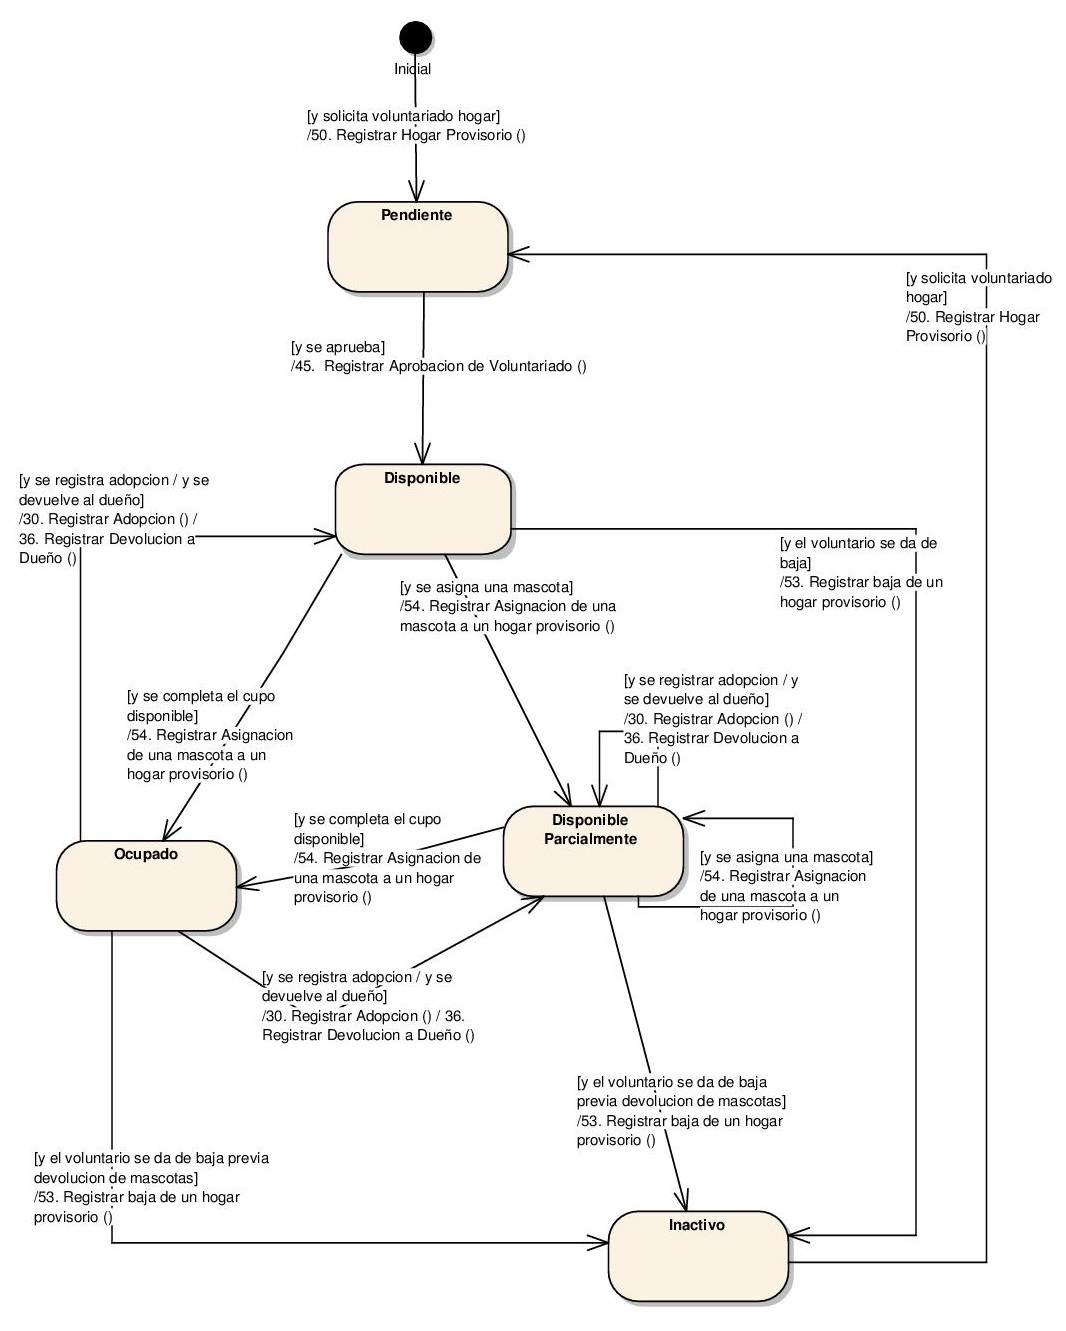 Inicial
[y solicita voluntariado hogar]
/50. Registrar Hogar Provisorio ()
Pendiente
[y solicita voluntariado
hogar]
/50. Registrar Hogar
Provisorio ()
[y se aprueba]
/45.  Registrar Aprobacion de Voluntariado ()
Disponible
[y se registra adopcion / y se
devuelve al dueño]
/30. Registrar Adopcion () /
36. Registrar Devolucion a
Dueño ()
[y el voluntario se da de
baja]
/53. Registrar baja de un
hogar provisorio ()
[y se asigna una mascota]
/54. Registrar Asignacion de una
mascota a un hogar provisorio ()
[y se completa el cupo
disponible]
/54. Registrar Asignacion
de una mascota a un
hogar provisorio ()
[y se registrar adopcion / y
se devuelve al dueño]
/30. Registrar Adopcion () /
36. Registrar Devolucion a
Dueño ()
Disponible
Parcialmente
[y se completa el cupo
disponible]
/54. Registrar Asignacion de
una mascota a un hogar
provisorio ()
Ocupado
[y se asigna una mascota]
/54. Registrar Asignacion
de una mascota a un
hogar provisorio ()
[y se registra adopcion / y se
devuelve al dueño]
/30. Registrar Adopcion () / 36.
Registrar Devolucion a Dueño ()
[y el voluntario se da de baja
previa devolucion de mascotas]
/53. Registrar baja de un hogar
provisorio ()
[y el voluntario se da de baja previa
devolucion de mascotas]
/53. Registrar baja de un hogar
provisorio ()
Inactivo